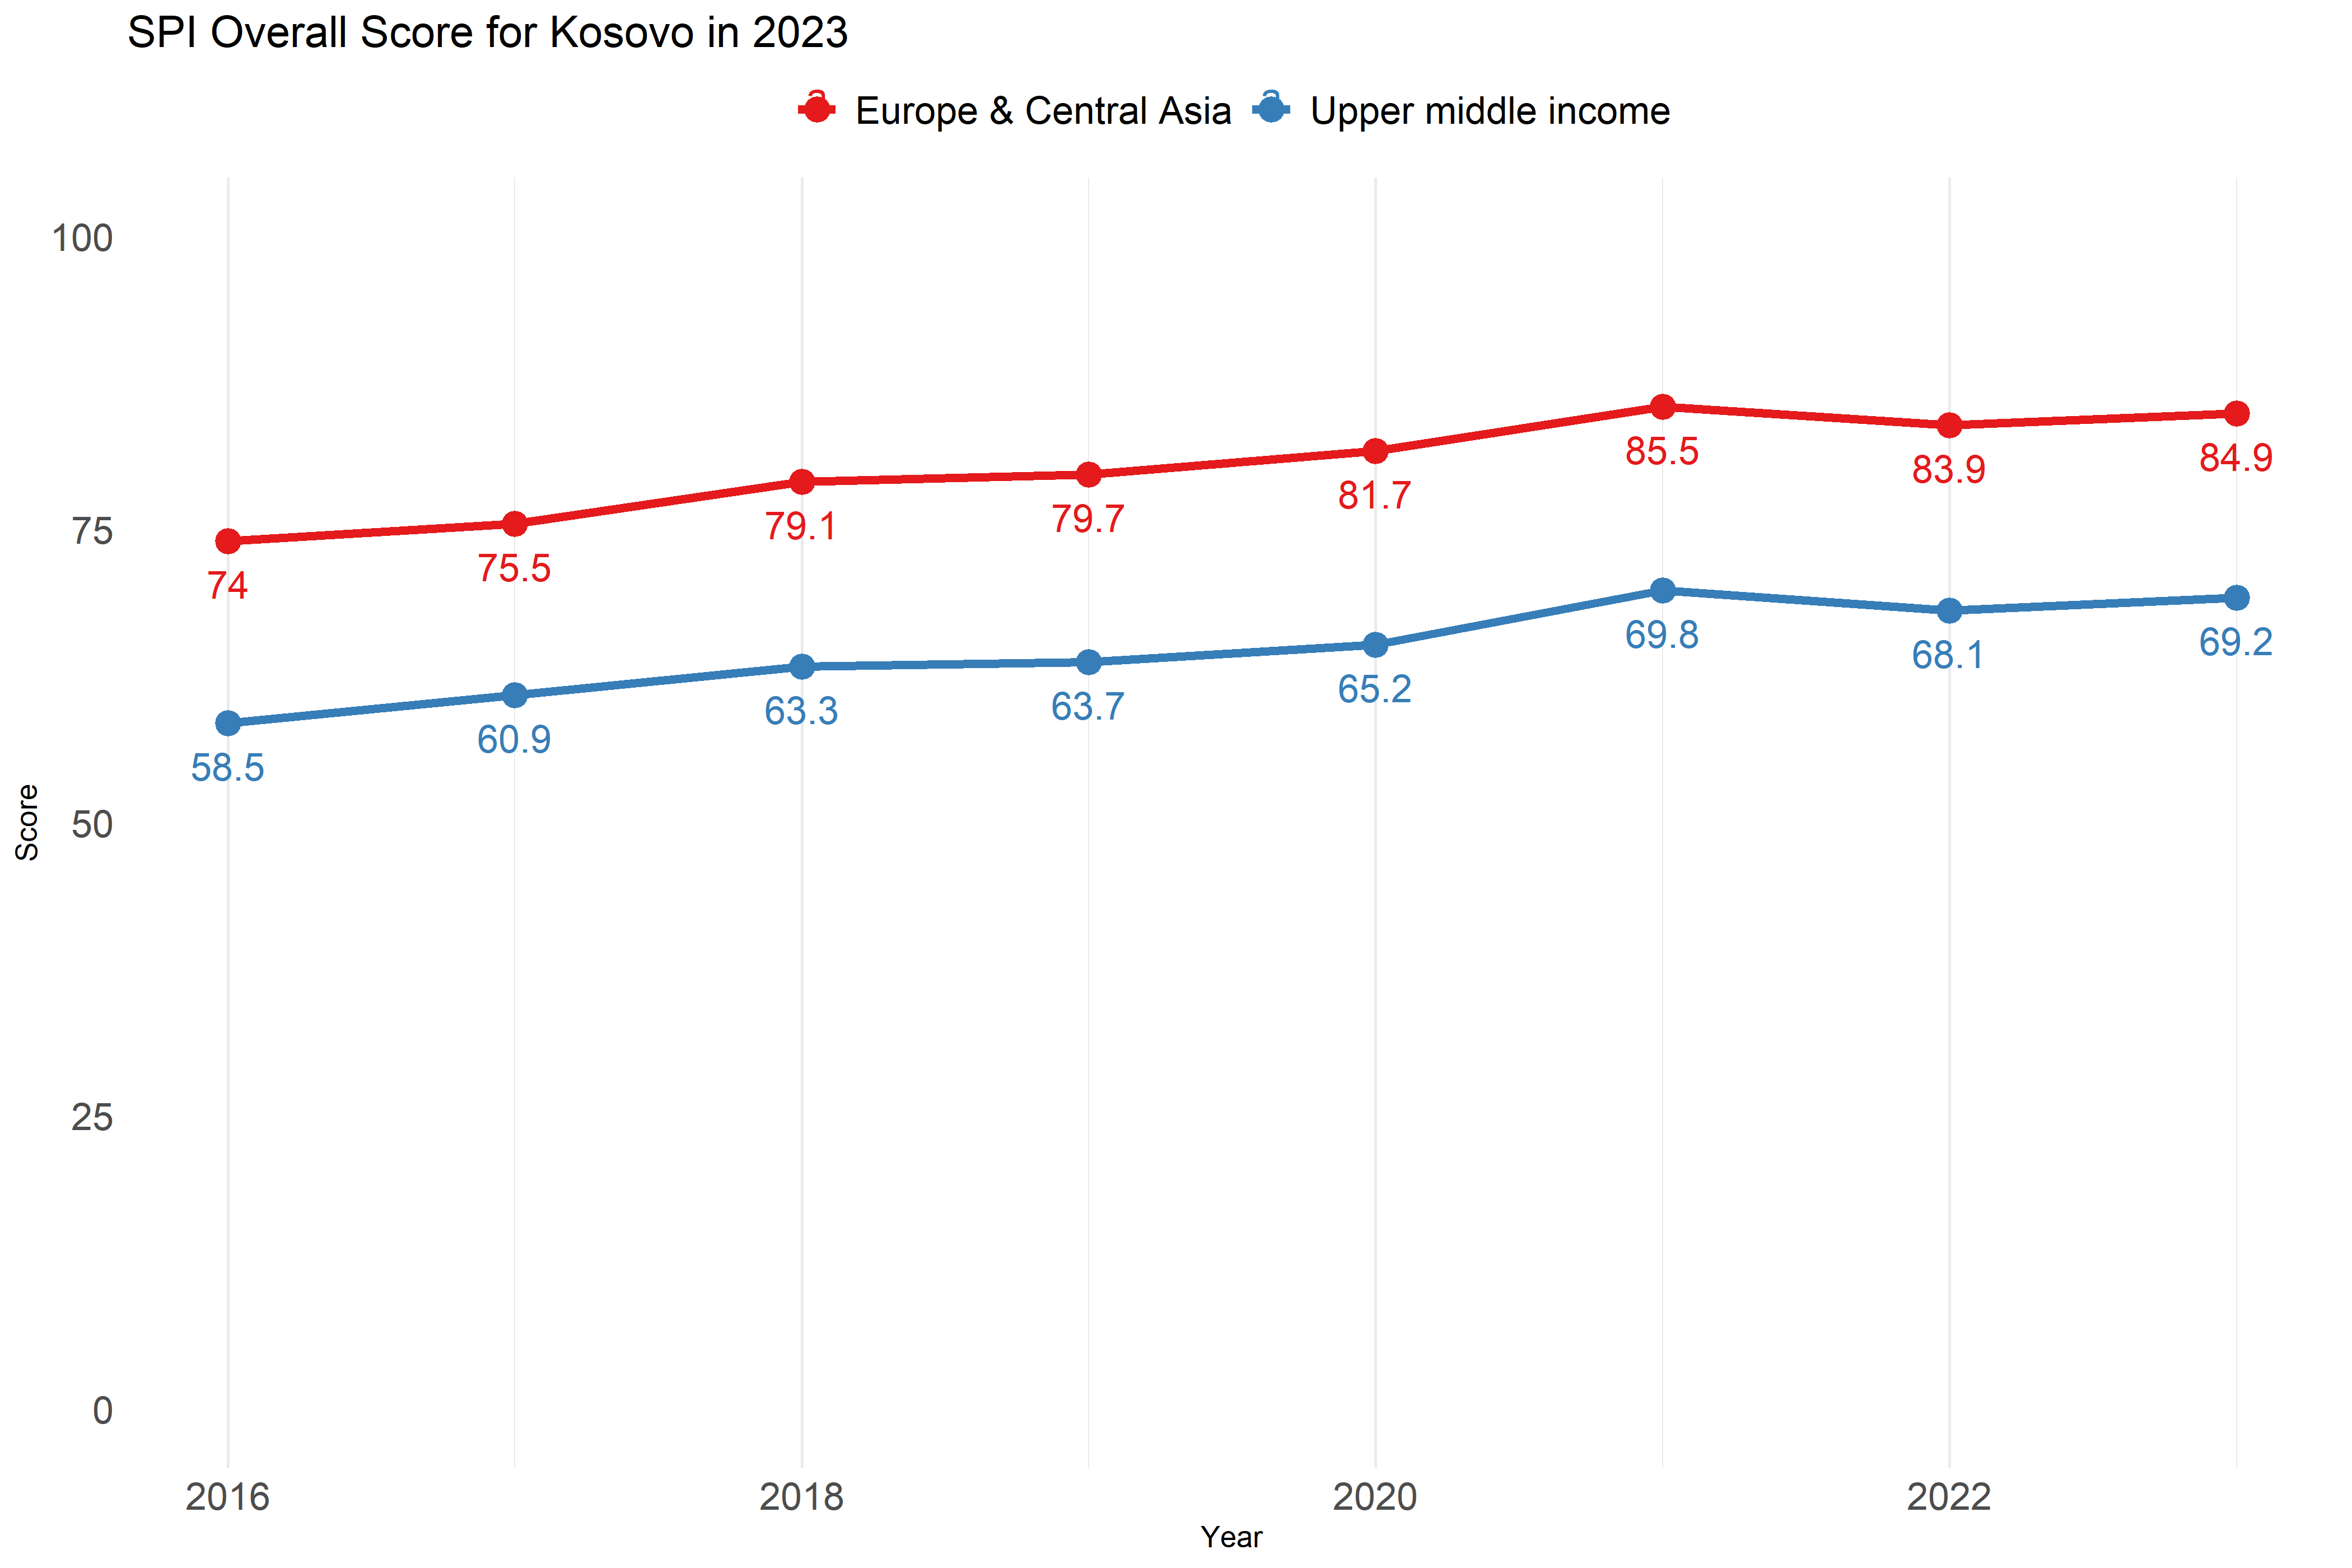 SPI Overall Score for Kosovo in 2023
Europe & Central Asia Upper middle income
100
75
50
25
0
Score
74 75.5 79.1 79.7 81.7 85.5 83.9 84.9
58.5 60.9 63.3 63.7 65.2 69.8 68.1 69.2
2016 2018 2020 2022
Year